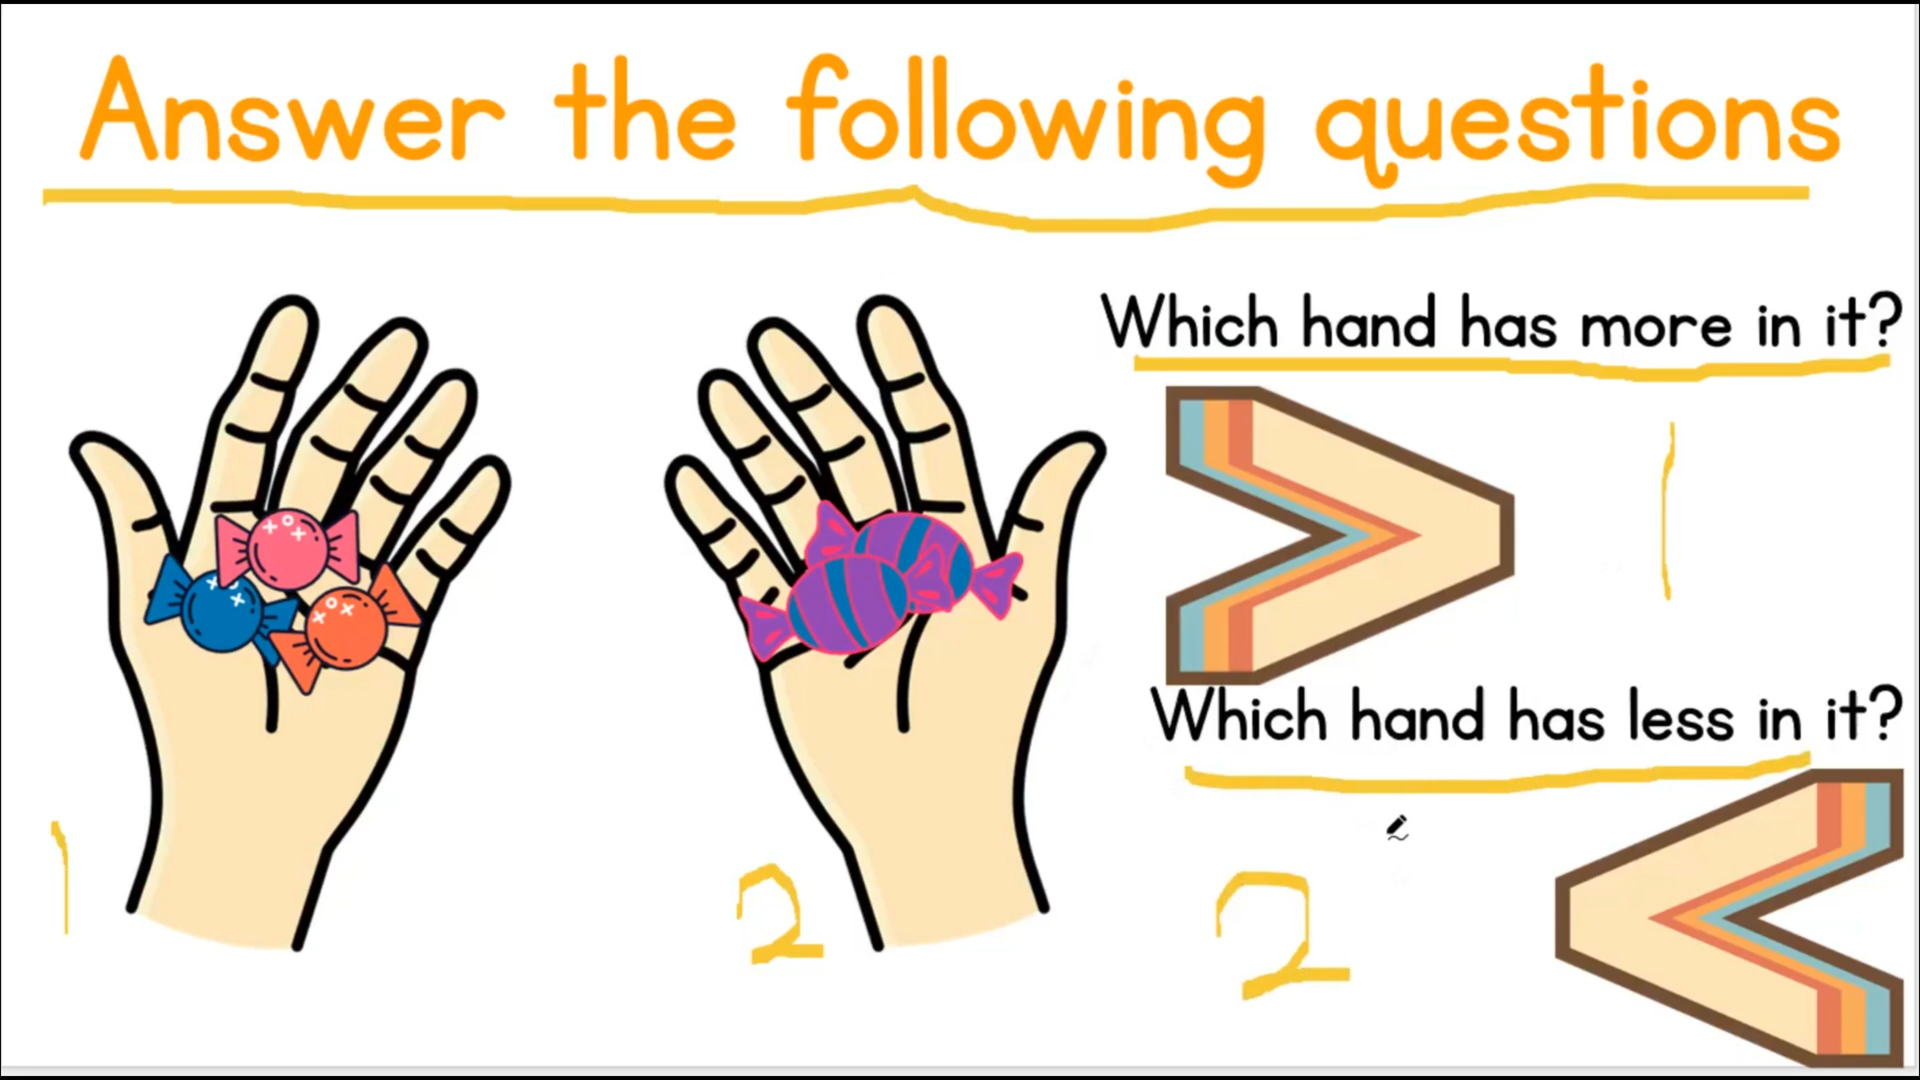 Answer the following questions
Which hand has more in it?
1
Which hand has less in it?
1
2
2